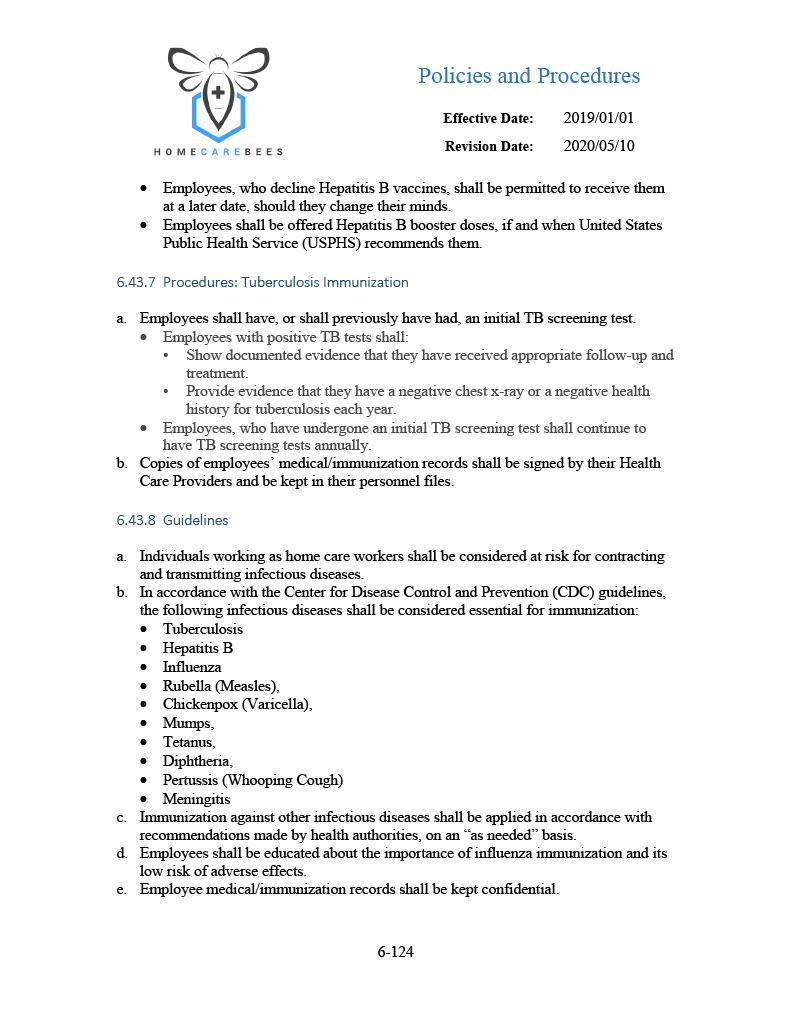 HOMECAREBEES
Policies and Procedures
Effective Date: 2019/01/01
Revision Date: 2020/05/10
• Employees, who decline Hepatitis B vaccines, shall be permitted to receive them
at a later date, should they change their minds.
• Employees shall be offered Hepatitis B booster doses, if and when United States
Public Health Service (USPHS) recommends them.
6.43.7 Procedures: Tuberculosis Immunization
a. Employees shall have, or shall previously have had, an initial TB screening test.
• Employees with positive TB tests shall:
• Show documented evidence that they have received appropriate follow-up and
treatment.
• Provide evidence that they have a negative chest x-ray or a negative health
history for tuberculosis each year.
• Employees, who have undergone an initial TB screening test shall continue to
have TB screening tests annually.
b. Copies of employees’ medical/immunization records shall be signed by their Health
Care Providers and be kept in their personnel files.
6.43.8 Guidelines
a. Individuals working as home care workers shall be considered at risk for contracting
and transmitting infectious diseases.
b. In accordance with the Center for Disease Control and Prevention (CDC) guidelines,
the following infectious diseases shall be considered essential for immunization:
• Tuberculosis
• Hepatitis B
• Influenza
• Rubella (Measles),
• Chickenpox (Varicella),
• Mumps,
• Tetanus,
• Diphtheria,
• Pertussis (Whooping Cough)
• Meningitis
c. Immunization against other infectious diseases shall be applied in accordance with
recommendations made by health authorities, on an “as needed” basis.
d. Employees shall be educated about the importance of influenza immunization and its
low risk of adverse effects.
e. Employee medical/immunization records shall be kept confidential.
6-124